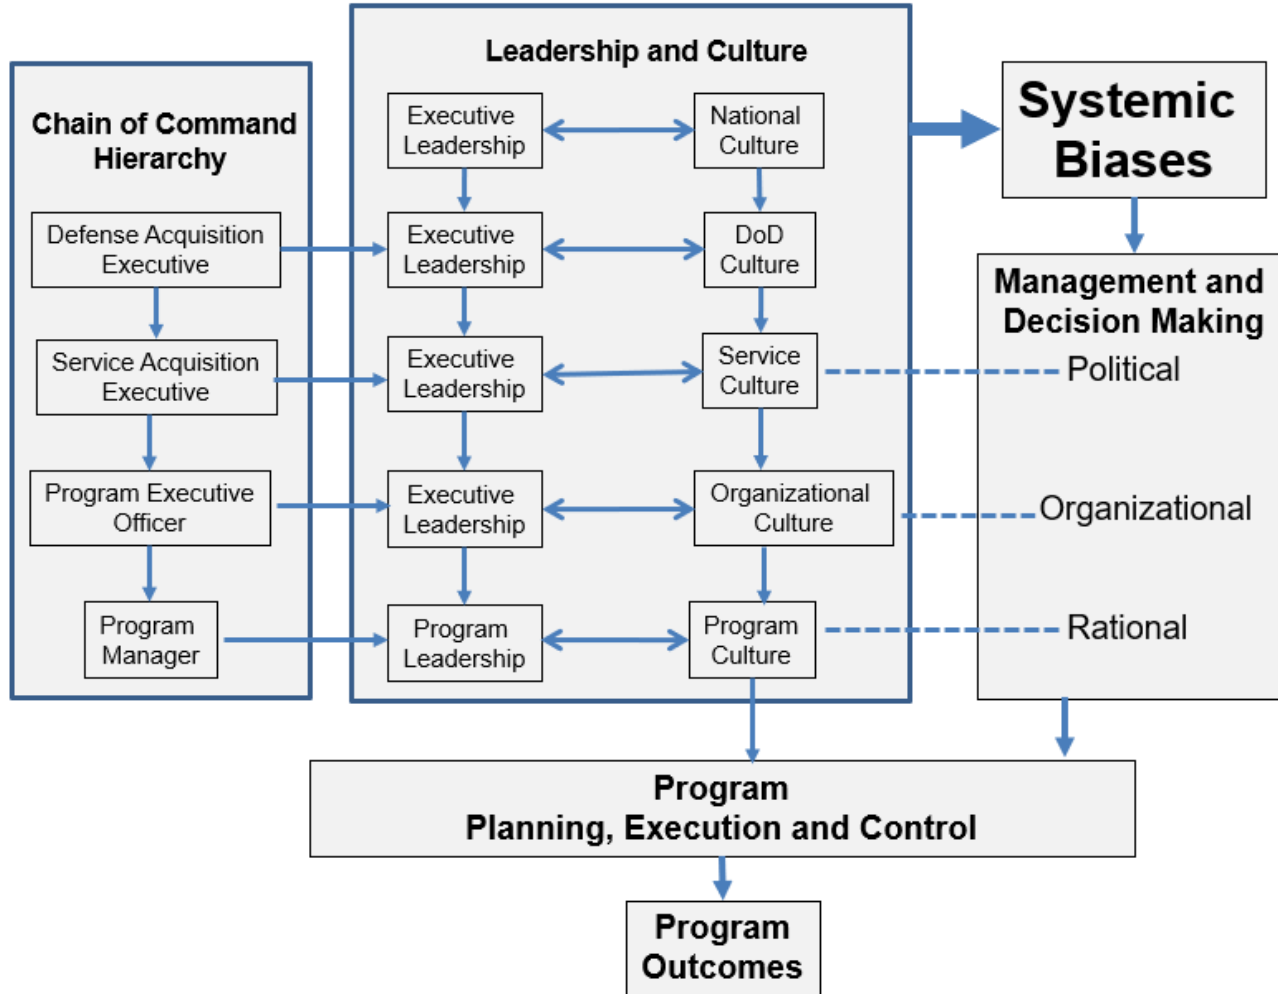 Chain of Command
Hierarchy
Defense Acquisition
Executive
Service Acquisition
Executive
Program Executive
Officer
Program
Manager
Leadership and Culture
Executive
Leadership
National
Culture
Executive
Leadership
DoD
Culture
Executive
Leadership
Service
Culture
Executive
Leadership
Organizational
Culture
Program
Leadership
Program
Culture
Systemic
Biases
Management and
Decision Making
Political
Organizational
Rational
Program
Planning, Execution and Control
Program
Outcomes